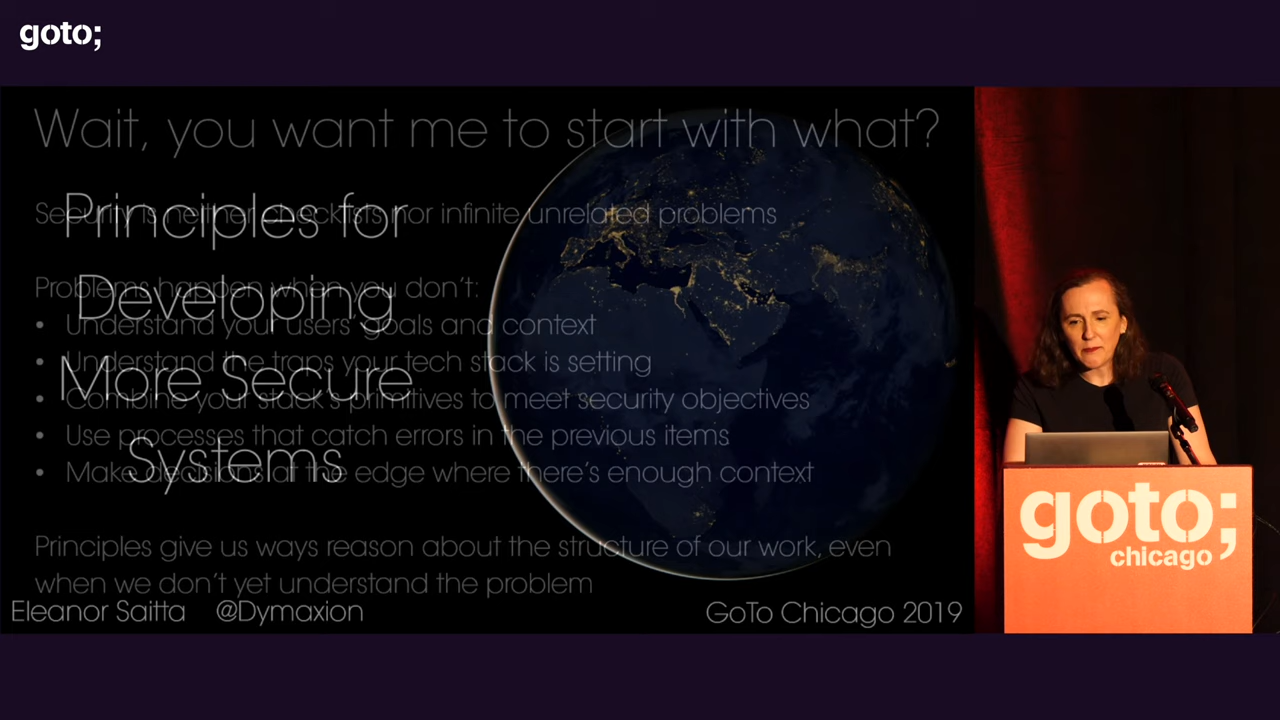 goto;
Wait, you want me to start with what?
Principles for
Developing
More Secure
Systems
Security is neither checklists nor infinite unrelated problems
Problems happen when you don't:
• Understand your users' goals and context
• Understand the traps your tech stack is setting
• Combine your stack's primitives to meet security objectives
• Use processes that catch errors in the previous items
• Make decisions at the edge where there's enough context
Principles give us ways reason about the structure of our work, even
when we don't yet understand the problem
Eleanor Saitta @Dymaxion
GoTo Chicago 2019
goto;
chicago